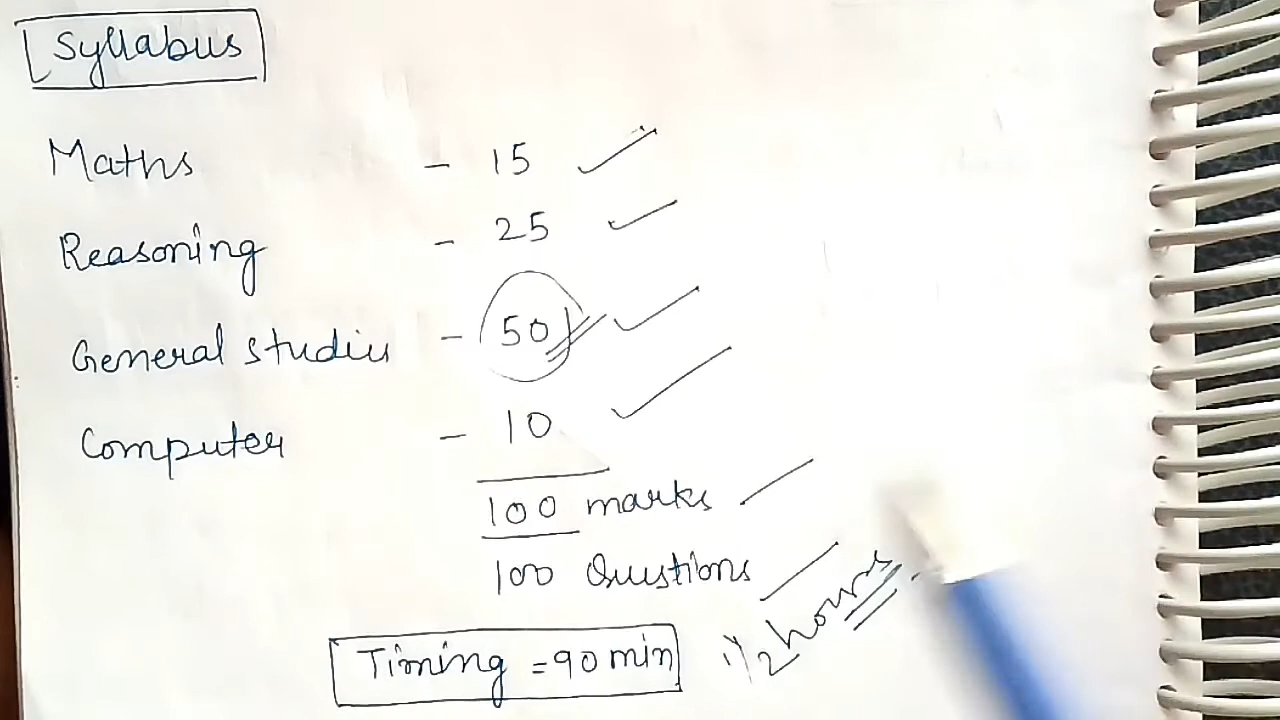 Syllabus
Maths - 15
Reasoning - 25
General studies - 50
Computer - 10
100 marks
100 Questions
Timing = 90 min
1 1/2 hours